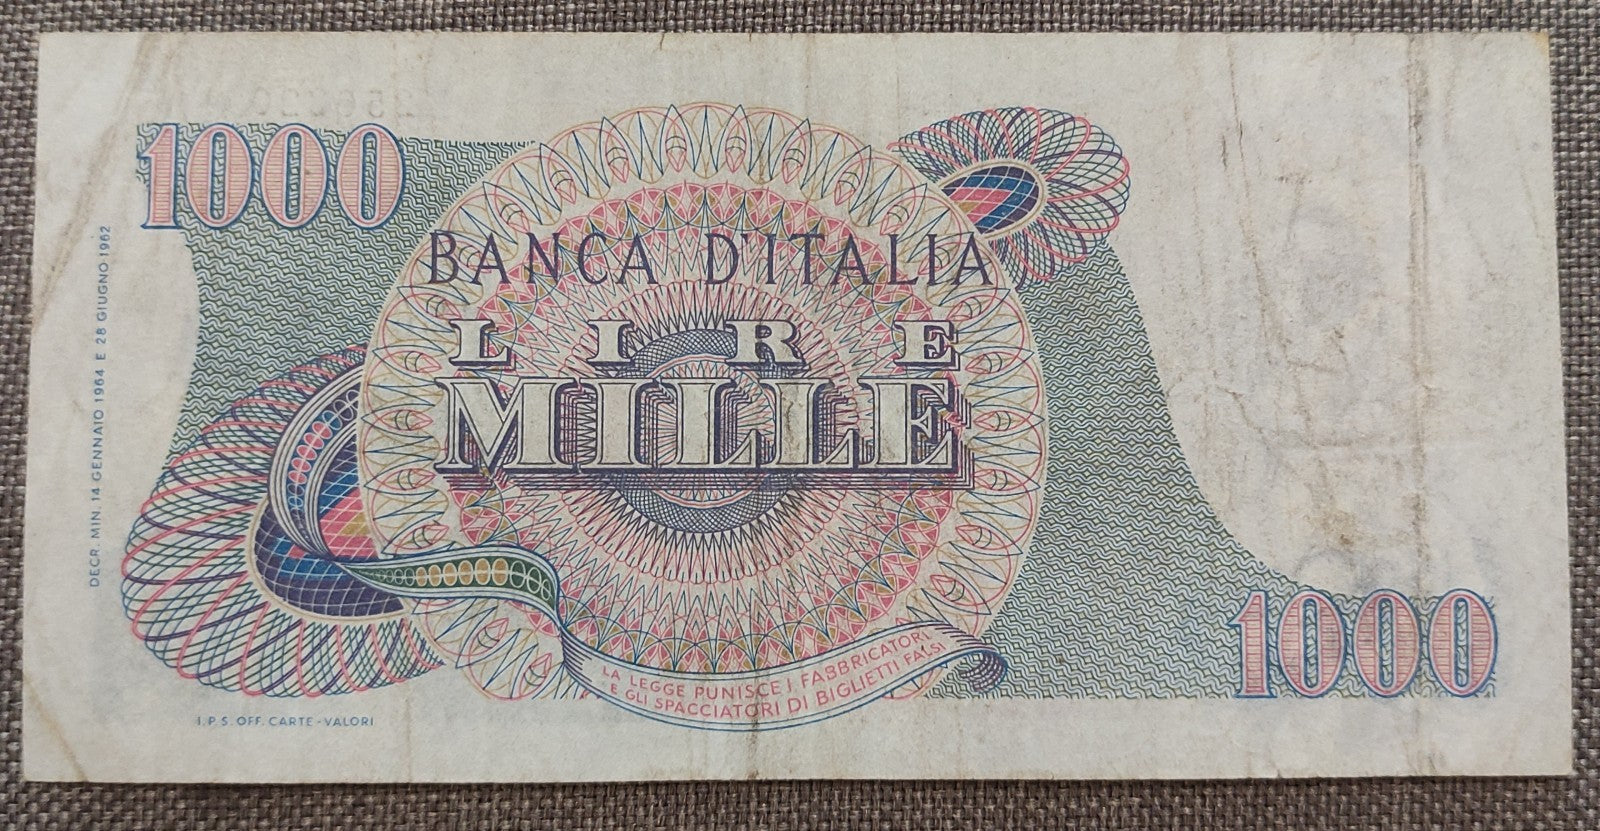 1000
BANCA D'ITALIA
LIRE
MILLE
1000
DECR. MIN. 14 GENNAIO 1964 E 28 GIUGNO 1962
LA LEGGE PUNISCE I FABBRICATORI
E GLI SPACCIATORI DI BIGLIETTI FALSI
I.P.S. OFF. CARTE-VALORI